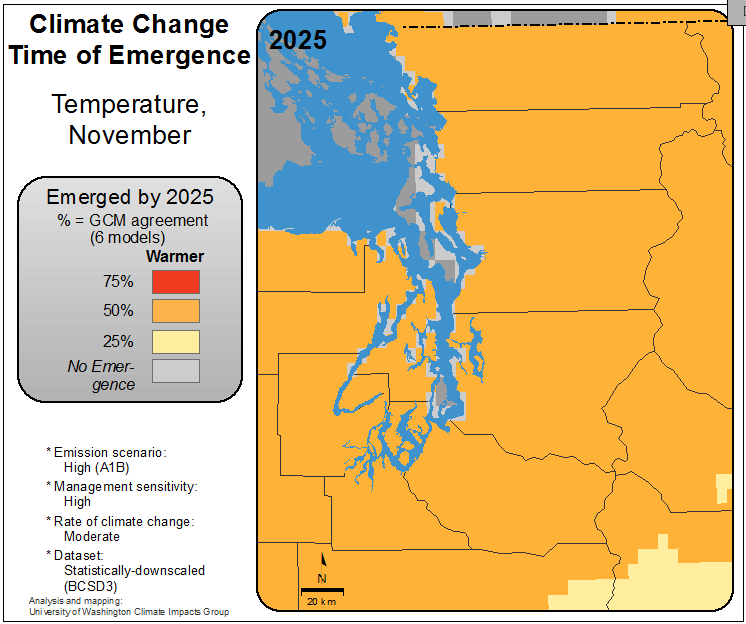 Climate Change
Time of Emergence
Temperature,
November
Emerged by 2025
% = GCM agreement
(6 models)
Warmer
75%
50%
25%
No Emer-
gence
* Emission scenario:
High (A1B)
* Management sensitivity:
High
* Rate of climate change:
Moderate
* Dataset:
Statistically-downscaled
(BCSD3)
Analysis and mapping:
University of Washington Climate Impacts Group
2025
N
20 km